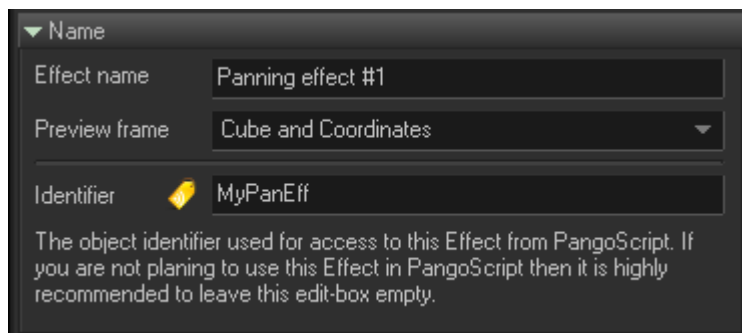 Name
Effect name Panning effect #1
Preview frame Cube and Coordinates
Identifier MyPanEff
The object identifier used for access to this Effect from PangoScript. If
you are not planing to use this Effect in PangoScript then it is highly
recommended to leave this edit-box empty.